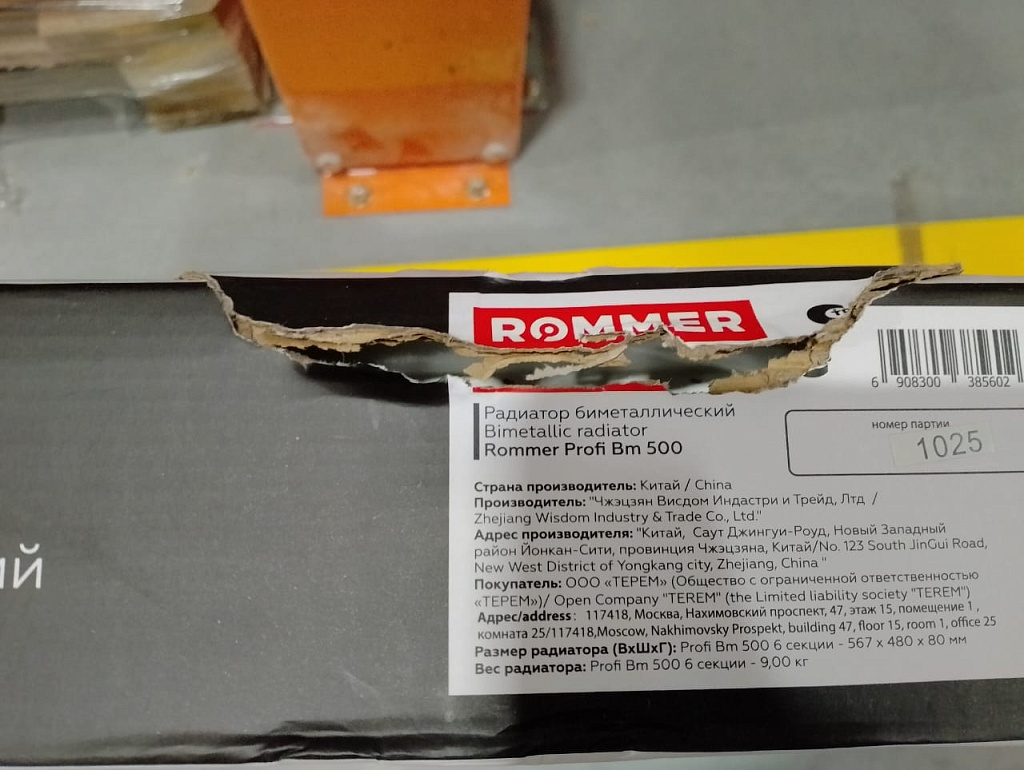 ROMMER
6 908300 385602
Радиатор биметаллический
Bimetallic radiator
Rommer Profi Bm 500
номер партии
1025
Страна производитель: Китай / China
Производитель: "Чжэцзян Висдом Индастри и Трейд, Лтд /
Zhejiang Wisdom Industry & Trade Co., Ltd."
Адрес производителя: "Китай, Саут Джингуи-Роуд, Новый Западный
район Йонкан-Сити, провинция Чжэцзяна, Китай/No. 123 South JinGui Road,
New West District of Yongkang city, Zhejiang, China "
Покупатель: ООО «ТЕРЕМ» (Общество с ограниченной ответственностью
«ТЕРЕМ»)/ Open Company "TEREM" (the Limited liability society "TEREM")
Адрес/address: 117418, Москва, Нахимовский проспект, 47, этаж 15, помещение 1 ,
комната 25/117418,Moscow, Nakhimovsky Prospekt, building 47, floor 15, room 1, office 25
Размер радиатора (ВхШхГ): Profi Bm 500 6 секции - 567 x 480 x 80 мм
Вес радиатора: Profi Bm 500 6 секции - 9,00 кг